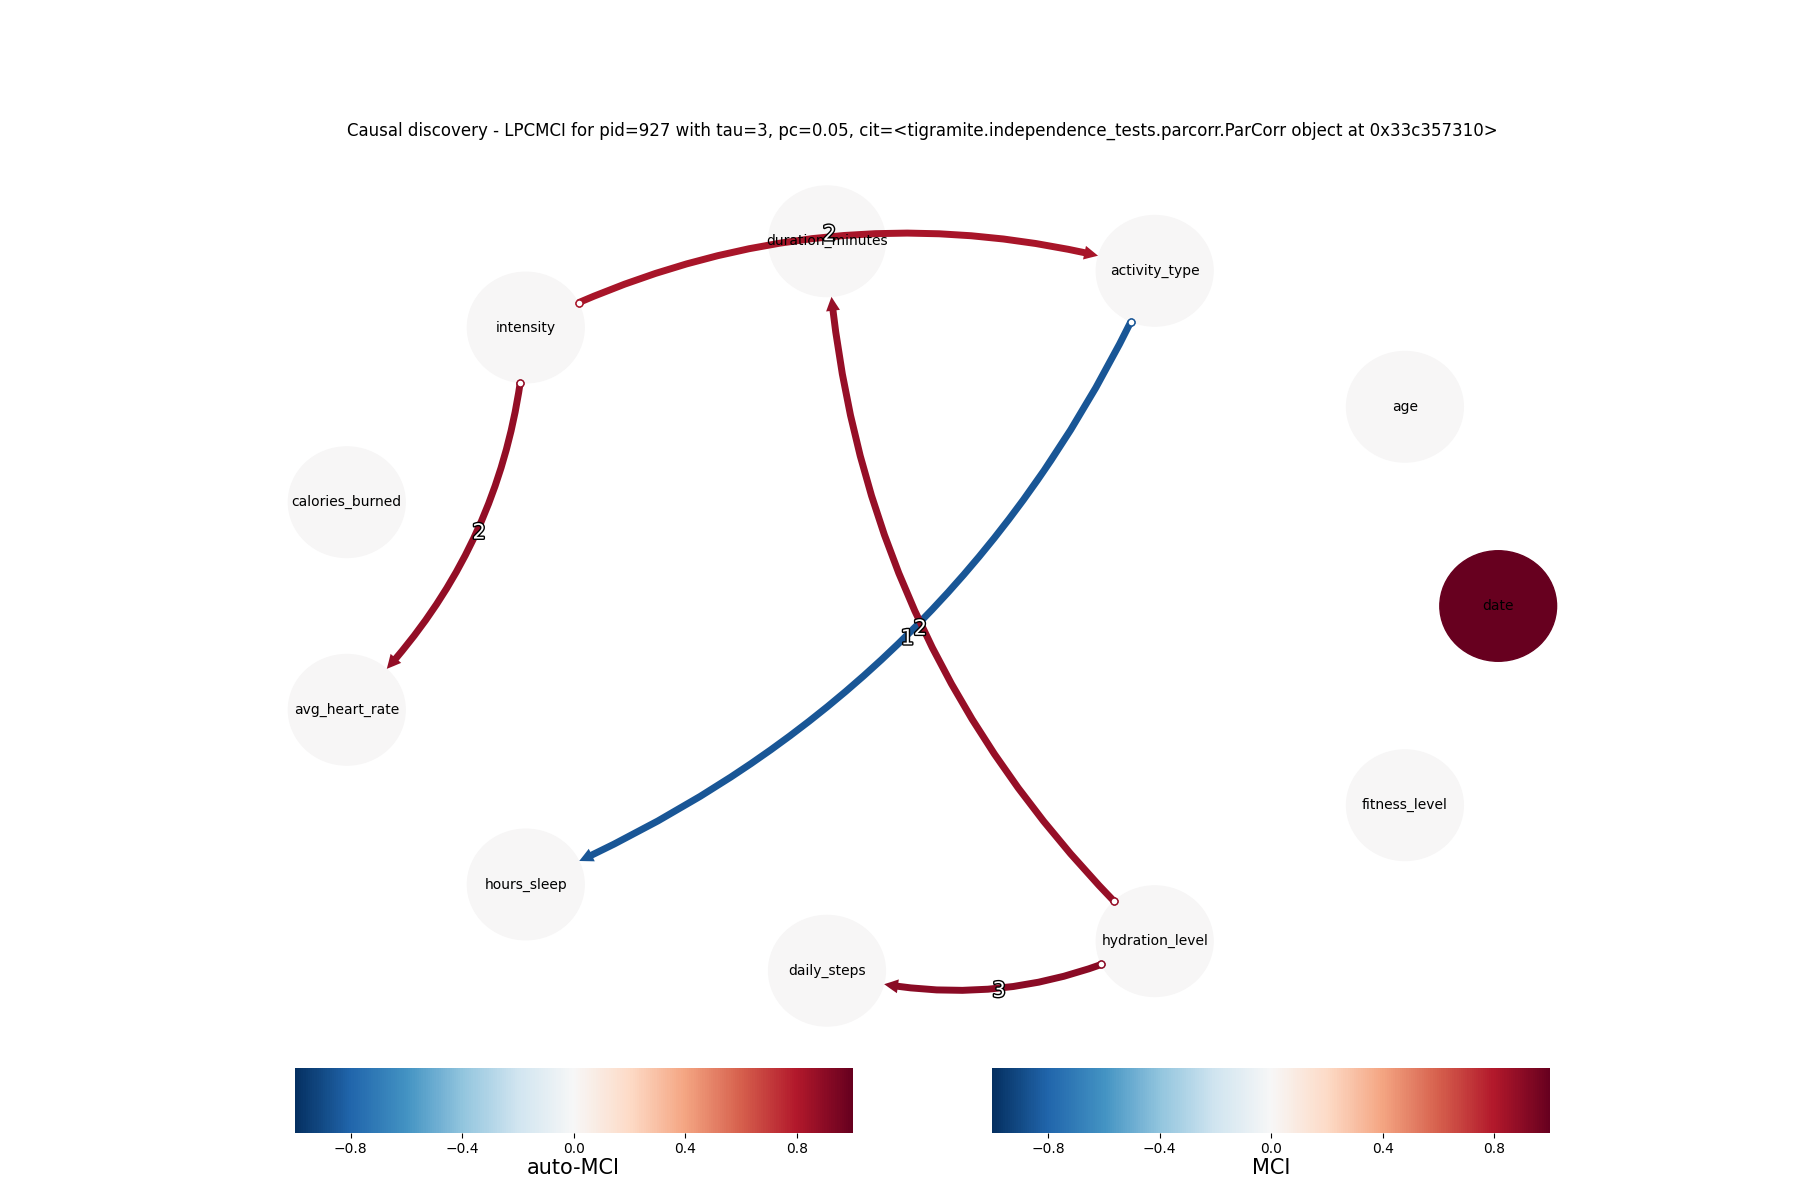 Causal discovery - LPCMCI for pid=927 with tau=3, pc=0.05, cit=<tigramite.independence_tests.parcorr.ParCorr object at 0x33c357310>
2
duration_minutes
activity_type
intensity
age
calories_burned
2
date
2
1
avg_heart_rate
fitness_level
hours_sleep
hydration_level
daily_steps
3
−0.8 −0.4 0.0 0.4 0.8
auto-MCI
−0.8 −0.4 0.0 0.4 0.8
MCI